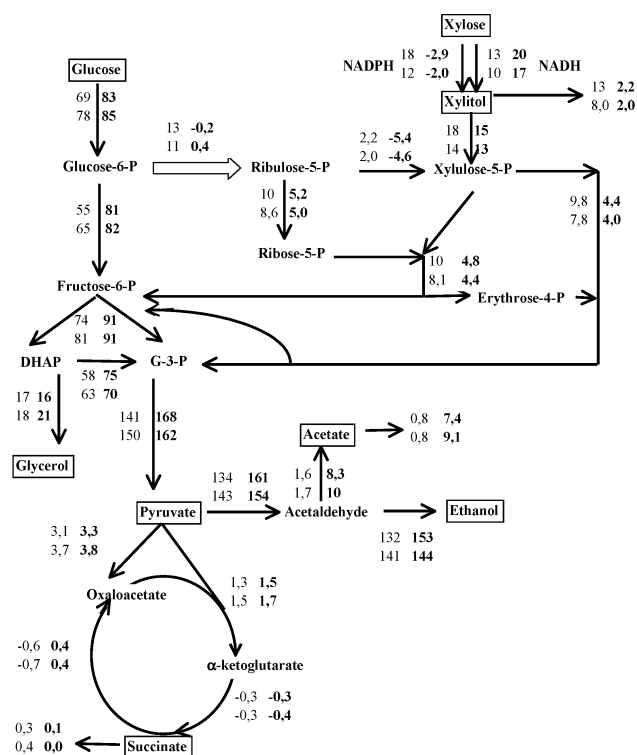 Xylose
NADPH 18 -2,9 13 20 NADH
12 -2,0 10 17
Glucose
Xylitol
13 2,2
8,0 2,0
69 83
78 85
13 -0,2
11 0,4
2,2 -5,4
2,0 -4,6
18 15
14 13
Glucose-6-P
Ribulose-5-P
Xylulose-5-P
10 5,2
8,6 5,0
9,8 4,4
7,8 4,0
55 81
65 82
Ribose-5-P
10 4,8
8,1 4,4
Fructose-6-P
Erythrose-4-P
74 91
81 91
DHAP
G-3-P
58 75
63 70
17 16
18 21
141 168
150 162
Glycerol
Acetate
0,8 7,4
0,8 9,1
134 161
143 154
1,6 8,3
1,7 10
Pyruvate
Acetaldehyde
Ethanol
132 153
141 144
3,1 3,3
3,7 3,8
1,3 1,5
1,5 1,7
Oxaloacetate
-0,6 0,4
-0,7 0,4
α-ketoglutarate
-0,3 -0,3
-0,3 -0,4
0,3 0,1
0,4 0,0
Succinate